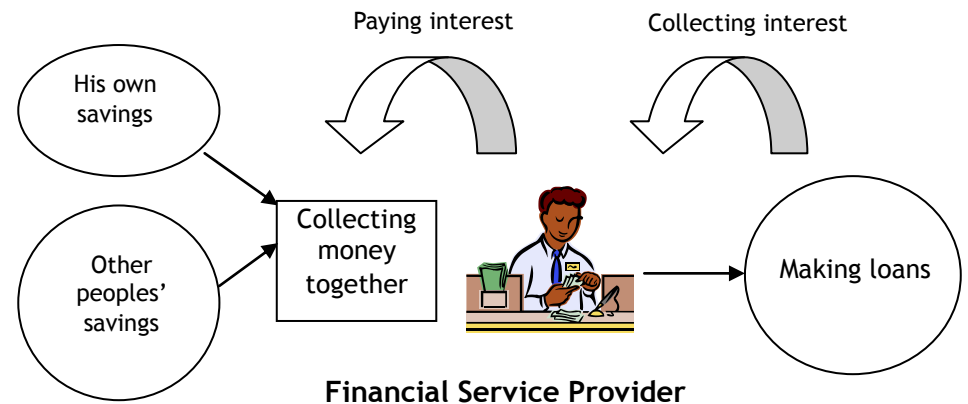 Paying interest
Collecting interest
His own
savings
Collecting
money
together
Other
peoples’
savings
Making loans
Financial Service Provider